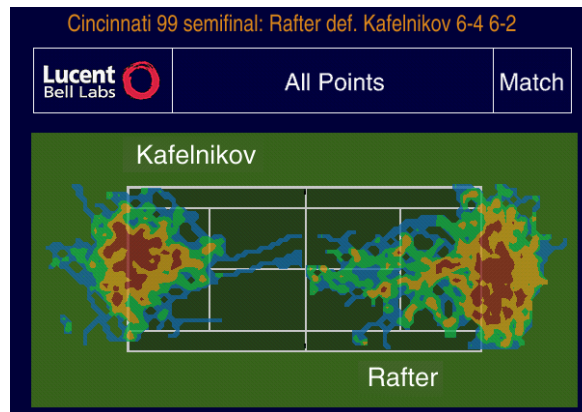 Cincinnati 99 semifinal: Rafter def. Kafelnikov 6-4 6-2
Lucent
Bell Labs
All Points
Match
Kafelnikov
Rafter